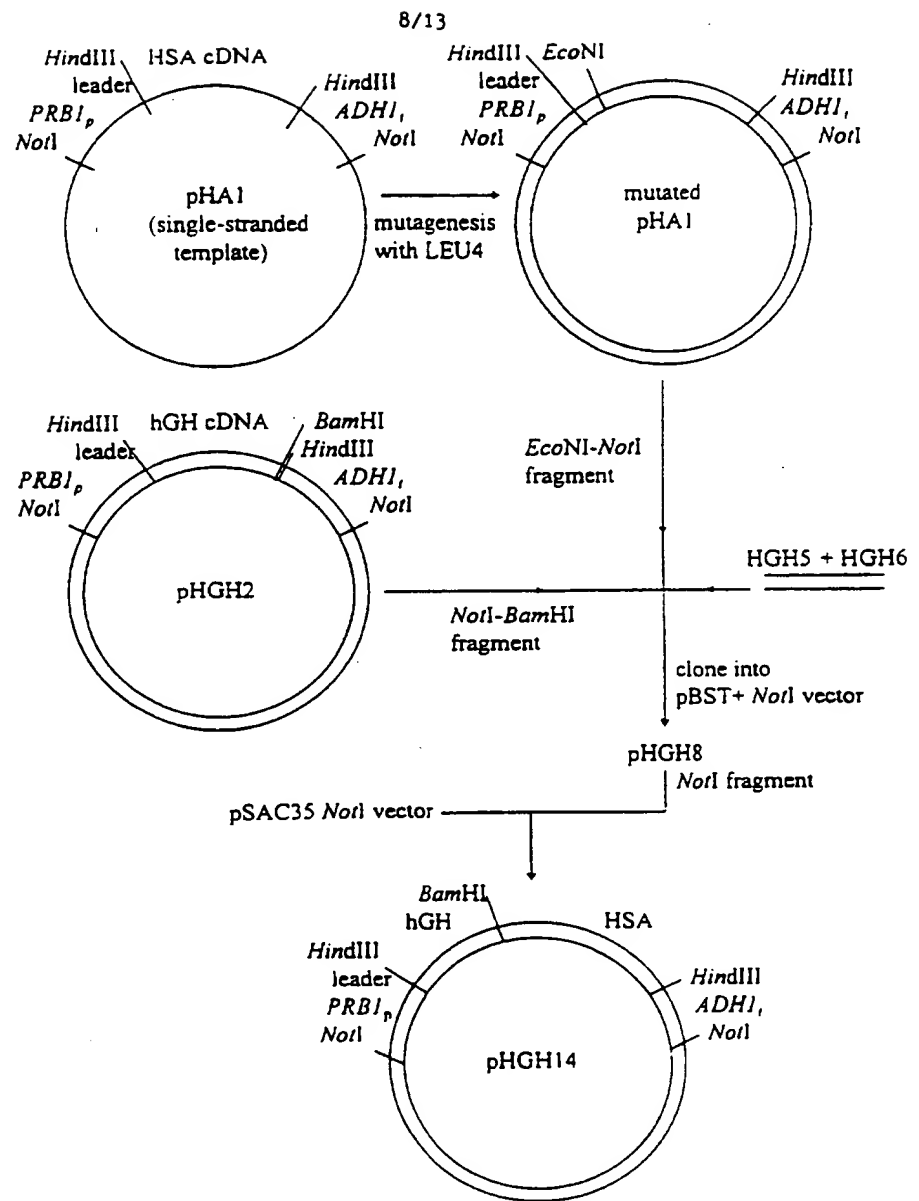 8/13
HindIII HSA cDNA
leader
PRB1p
NotI
HindIII
ADH1t
NotI
pHA1
(single-stranded
template)
mutagenesis
with LEU4
HindIII EcoNI
leader
PRB1p
NotI
HindIII
ADH1t
NotI
mutated
pHA1
HindIII hGH cDNA
leader
PRB1p
NotI
BamHI
HindIII
ADH1t
NotI
pHGH2
EcoNI-NotI
fragment
HGH5 + HGH6
NotI-BamHI
fragment
clone into
pBST+ NotI vector
pHGH8
NotI fragment
pSAC35 NotI vector
BamHI
hGH
HSA
HindIII
leader
PRB1p
NotI
HindIII
ADH1t
NotI
pHGH14